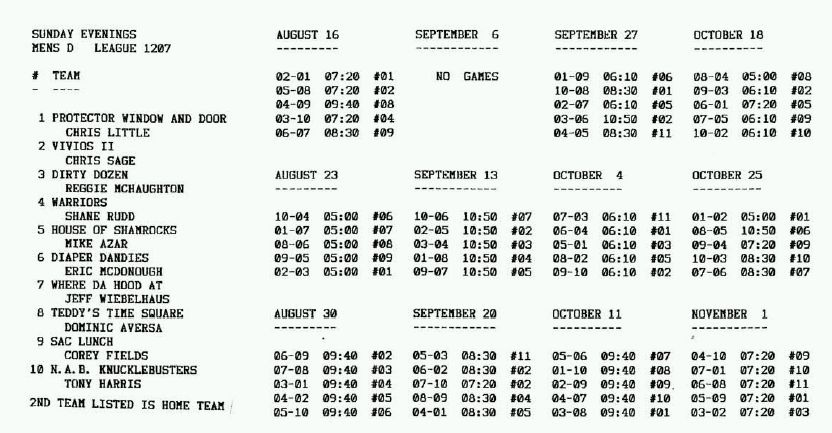 SUNDAY EVENINGS AUGUST 16 SEPTEMBER 6 SEPTEMBER 27 OCTOBER 18
MENS D LEAGUE 1207 --------- ------------ ------------ ----------
# TEAM 02-01 07:20 #01 NO GAMES 01-09 06:10 #06 08-04 05:00 #08
- ---- 05-08 07:20 #02 10-08 08:30 #01 09-03 06:10 #02
04-09 09:40 #08 02-07 06:10 #05 06-01 07:20 #05
1 PROTECTOR WINDOW AND DOOR 03-10 07:20 #04 03-06 10:50 #02 07-05 06:10 #09
CHRIS LITTLE 06-07 08:30 #09 04-05 08:30 #11 10-02 06:10 #10
2 VIVIOS II
CHRIS SAGE
3 DIRTY DOZEN AUGUST 23 SEPTEMBER 13 OCTOBER 4 OCTOBER 25
REGGIE MCHAUGHTON --------- ------------ ---------- ----------
4 WARRIORS
SHANE RUDD 10-04 05:00 #06 10-06 10:50 #07 07-03 06:10 #11 01-02 05:00 #01
5 HOUSE OF SHAMROCKS 01-07 05:00 #07 02-05 10:50 #02 06-04 06:10 #01 08-05 10:50 #06
MIKE AZAR 08-06 05:00 #08 03-04 10:50 #03 05-01 06:10 #03 09-04 07:20 #09
6 DIAPER DANDIES 09-05 05:00 #09 01-08 10:50 #04 08-02 06:10 #05 10-03 08:30 #10
ERIC MCDONOUGH 02-03 05:00 #01 09-07 10:50 #05 09-10 06:10 #02 07-06 08:30 #07
7 WHERE DA HOOD AT
JEFF WIEBELHAUS
8 TEDDY'S TIME SQUARE AUGUST 30 SEPTEMBER 20 OCTOBER 11 NOVEMBER 1
DOMINIC AVERSA --------- ------------ ---------- -----------
9 SAC LUNCH
COREY FIELDS 06-09 09:40 #02 05-03 08:30 #11 05-06 09:40 #07 04-10 07:20 #09
10 N.A.B. KNUCKLEBUSTERS 07-08 09:40 #03 06-02 08:30 #02 01-10 09:40 #08 07-01 07:20 #10
TONY HARRIS 03-01 09:40 #04 07-10 07:20 #02 02-09 09:40 #09 06-08 07:20 #11
2ND TEAM LISTED IS HOME TEAM 04-02 09:40 #05 08-09 08:30 #04 04-07 09:40 #10 05-09 07:20 #01
05-10 09:40 #06 04-01 08:30 #05 03-08 09:40 #01 03-02 07:20 #03